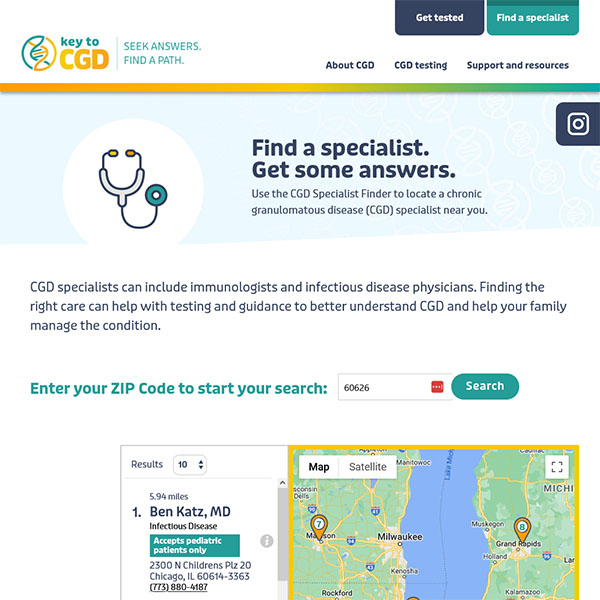 Get tested
Find a specialist
key to
CGD
SEEK ANSWERS.
FIND A PATH.
About CGD
CGD testing
Support and resources
Find a specialist.
Get some answers.
Use the CGD Specialist Finder to locate a chronic
granulomatous disease (CGD) specialist near you.
CGD specialists can include immunologists and infectious disease physicians. Finding the
right care can help with testing and guidance to better understand CGD and help your family
manage the condition.
Enter your ZIP Code to start your search:
60626
Search
Results
10
5.94 miles
1. Ben Katz, MD
Infectious Disease
Accepts pediatric
patients only
2300 N Childrens Plz 20
Chicago, IL 60614-3363
(773) 880-4187
Map
Satellite
Manitowoc
Lake Mich
MICHI
Dells
7
Milwaukee
Muskegon
8
Grand Rapids
Holland
Kenosha
Kalamazoo
Rockford